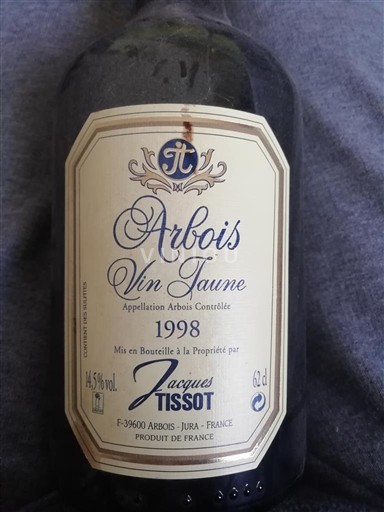 JT
Arbois
Vin Jaune
Appellation Arbois Contrôlée
1998
Mis en Bouteille à la Propriété par
Jacques
TISSOT
14,5% vol.
62 cl
CONTIENT DES SULFITES
F-39600 ARBOIS - JURA - FRANCE
PRODUIT DE FRANCE